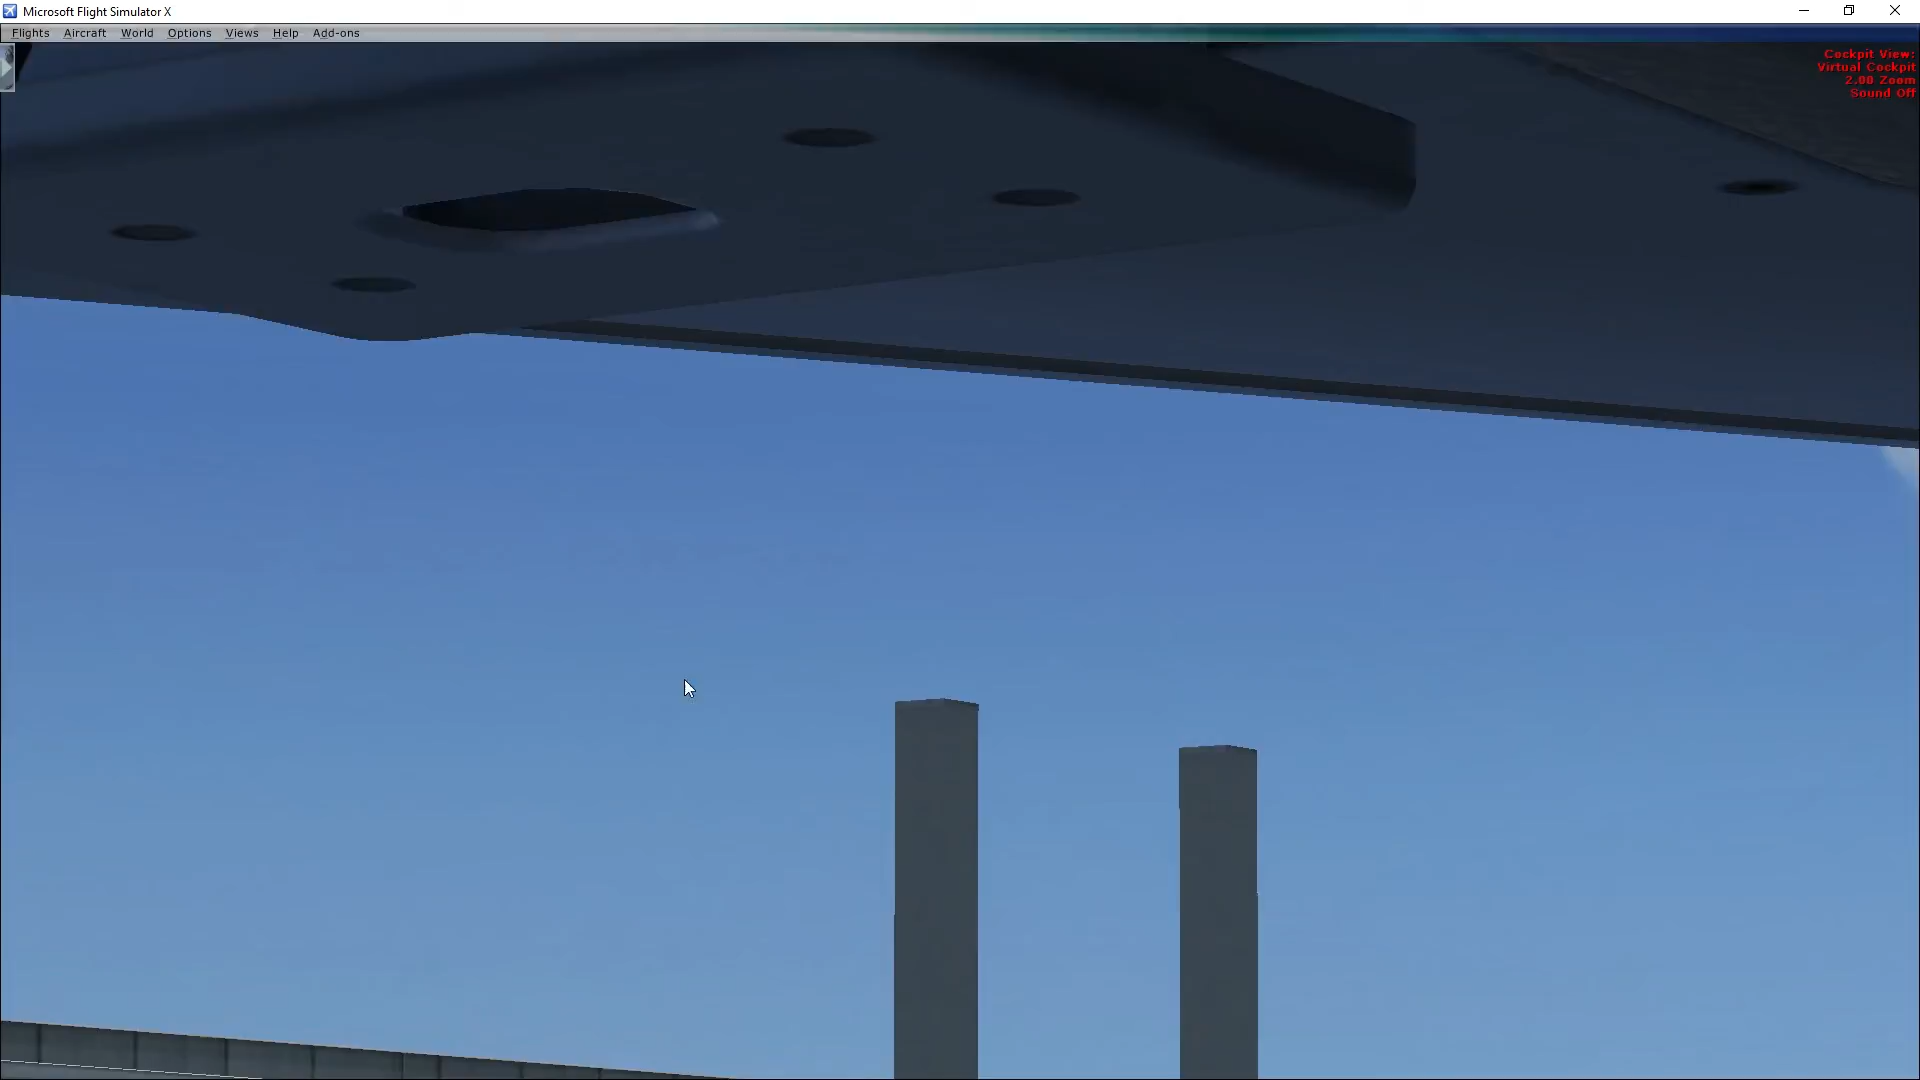 Microsoft Flight Simulator X
Flights Aircraft World Options Views Help Add-ons
Cockpit View:
Virtual Cockpit
2.00 Zoom
Sound Off